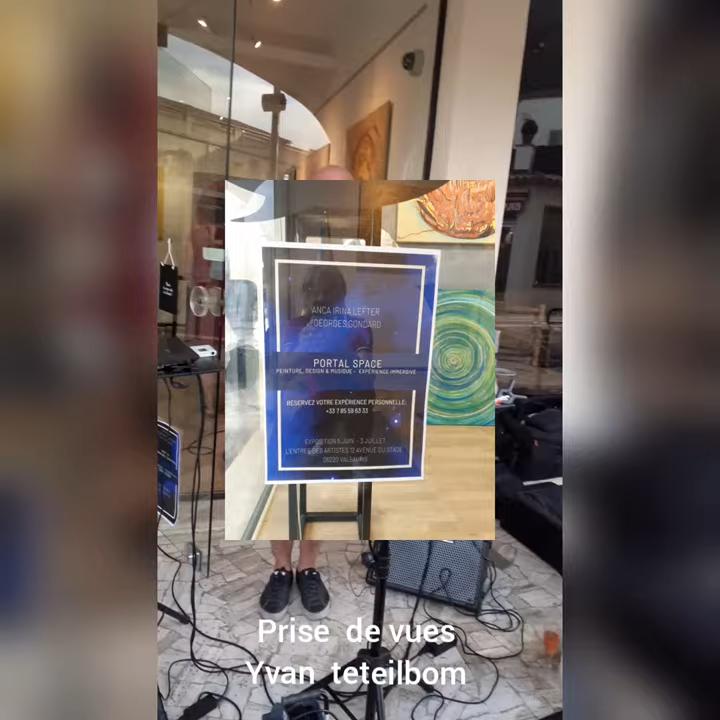 ANCA IRINA LEFTER
GEORGES GONDARD
PORTAL SPACE
PEINTURE, DESIGN & MUSIQUE - EXPÉRIENCE IMMERSIVE
RÉSERVEZ VOTRE EXPÉRIENCE PERSONNELLE:
+33 7 85 59 63 33
EXPOSITION 5 JUIN - 3 JUILLET
L'ENTRE DES ARTISTES 12 AVENUE DU STADE
06220 VALLAURIS
Prise de vues
Yvan teteilbom